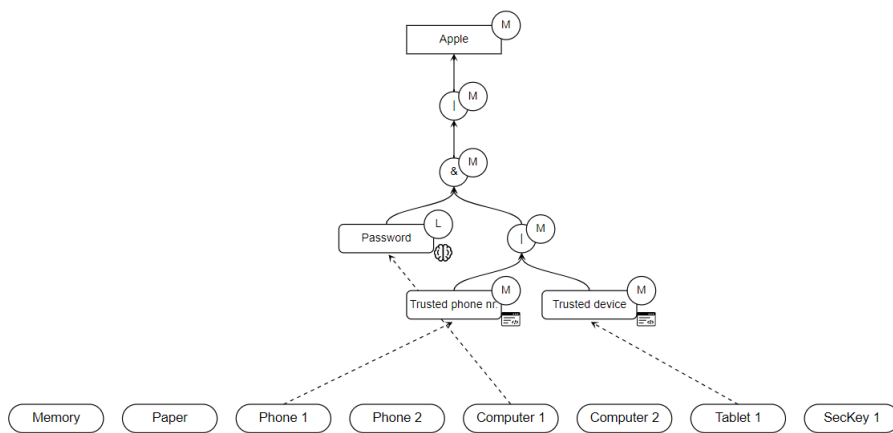 M
Apple
M
|
M
&
L
Password
M
|
M
Trusted phone nr.
M
Trusted device
Memory
Paper
Phone 1
Phone 2
Computer 1
Computer 2
Tablet 1
SecKey 1